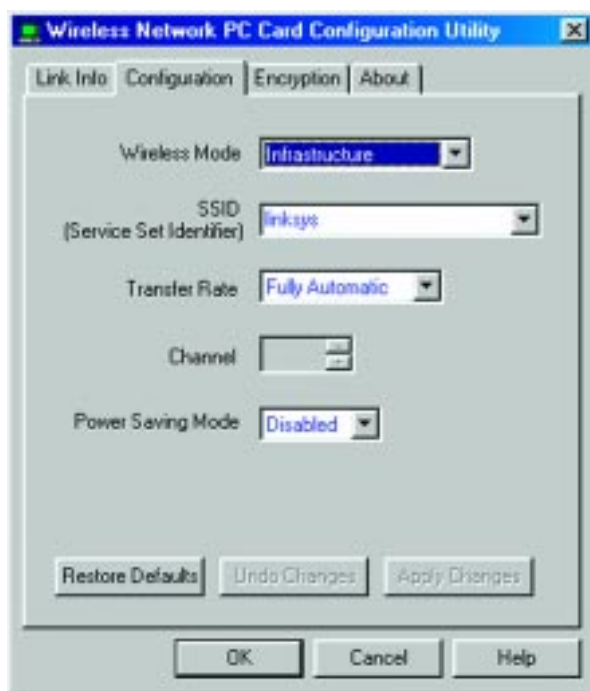 Wireless Network PC Card Configuration Utility
Link Info Configuration Encryption About
Wireless Mode Infrastructure
SSID
(Service Set Identifier) linksys
Transfer Rate Fully Automatic
Channel
Power Saving Mode Disabled
Restore Defaults Undo Changes Apply Changes
OK Cancel Help